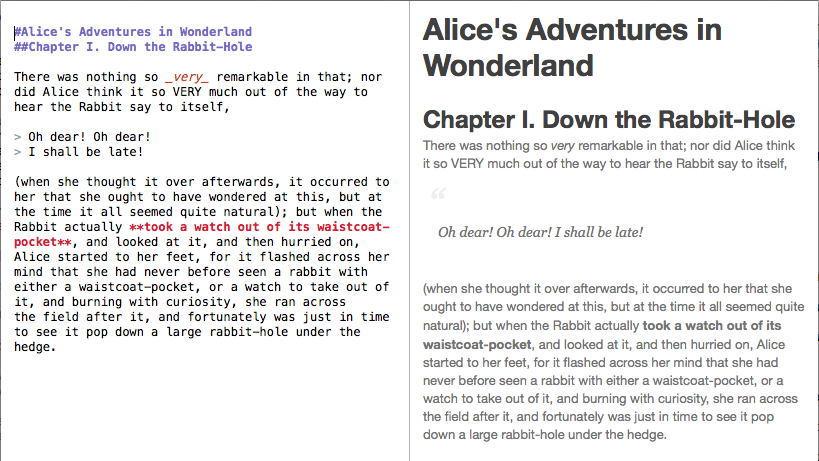 #Alice's Adventures in Wonderland
##Chapter I. Down the Rabbit-Hole
There was nothing so _very_ remarkable in that; nor
did Alice think it so VERY much out of the way to
hear the Rabbit say to itself,
> Oh dear! Oh dear!
> I shall be late!
(when she thought it over afterwards, it occurred to
her that she ought to have wondered at this, but at
the time it all seemed quite natural); but when the
Rabbit actually **took a watch out of its waistcoat-
pocket**, and looked at it, and then hurried on,
Alice started to her feet, for it flashed across her
mind that she had never before seen a rabbit with
either a waistcoat-pocket, or a watch to take out of
it, and burning with curiosity, she ran across
the field after it, and fortunately was just in time
to see it pop down a large rabbit-hole under the
hedge.
Alice's Adventures in
Wonderland
Chapter I. Down the Rabbit-Hole
There was nothing so very remarkable in that; nor did Alice think
it so VERY much out of the way to hear the Rabbit say to itself,
“
Oh dear! Oh dear! I shall be late!
(when she thought it over afterwards, it occurred to her that she
ought to have wondered at this, but at the time it all seemed quite
natural); but when the Rabbit actually took a watch out of its
waistcoat-pocket, and looked at it, and then hurried on, Alice
started to her feet, for it flashed across her mind that she had
never before seen a rabbit with either a waistcoat-pocket, or a
watch to take out of it, and burning with curiosity, she ran across
the field after it, and fortunately was just in time to see it pop
down a large rabbit-hole under the hedge.